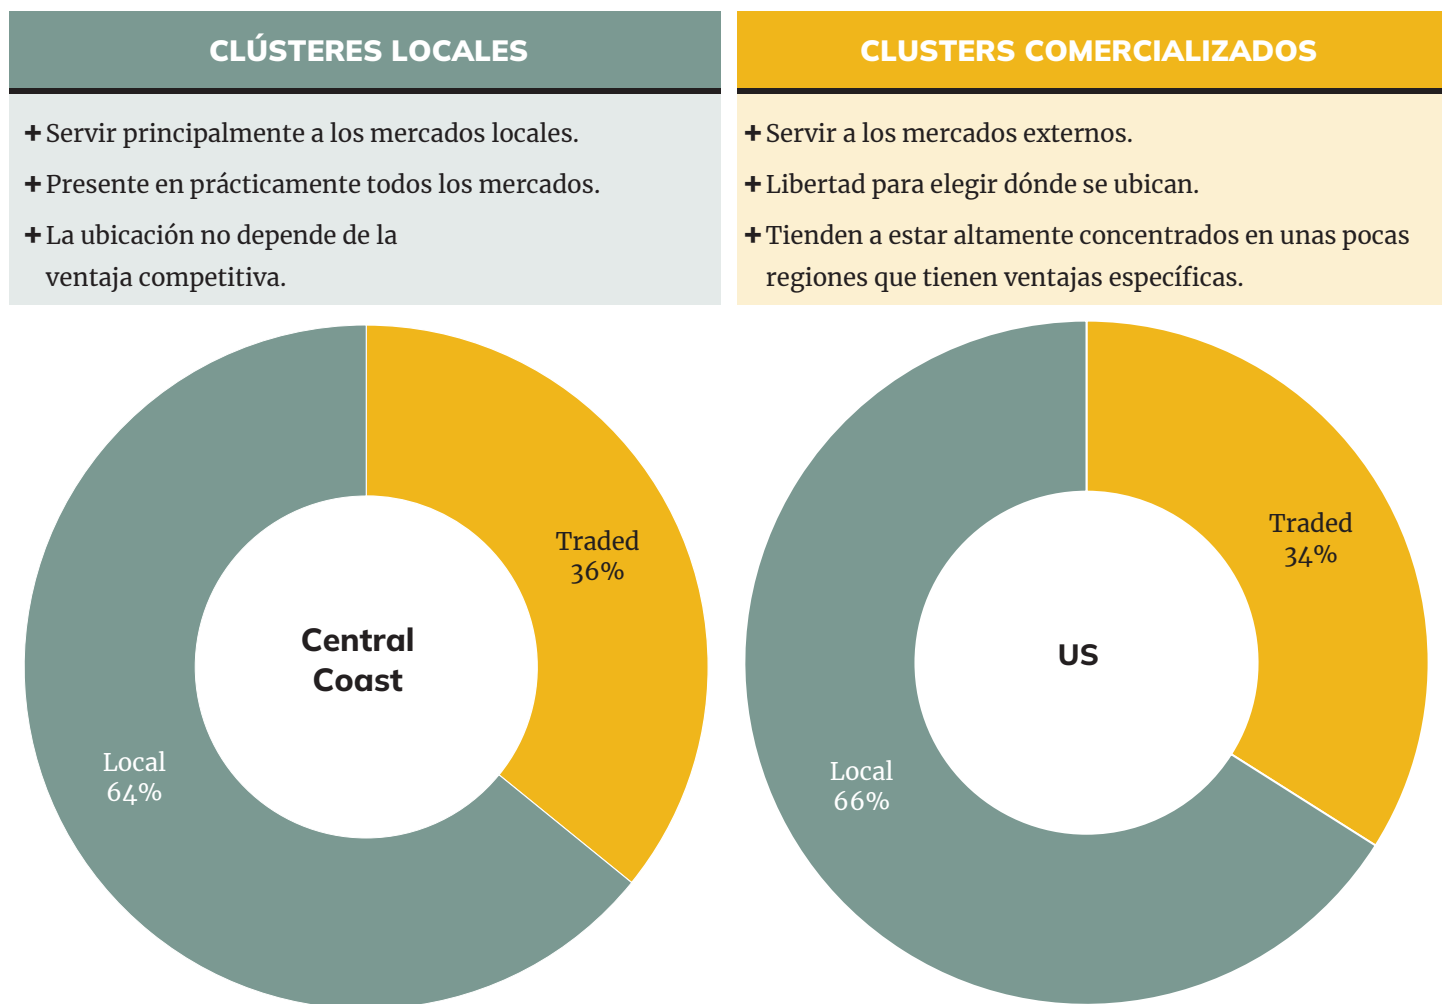 CLÚSTERES LOCALES
+ Servir principalmente a los mercados locales.
+ Presente en prácticamente todos los mercados.
+ La ubicación no depende de la
ventaja competitiva.
CLUSTERS COMERCIALIZADOS
+ Servir a los mercados externos.
+ Libertad para elegir dónde se ubican.
+ Tienden a estar altamente concentrados en unas pocas
regiones que tienen ventajas específicas.
Traded
36%
Central
Coast
Local
64%
Traded
34%
US
Local
66%